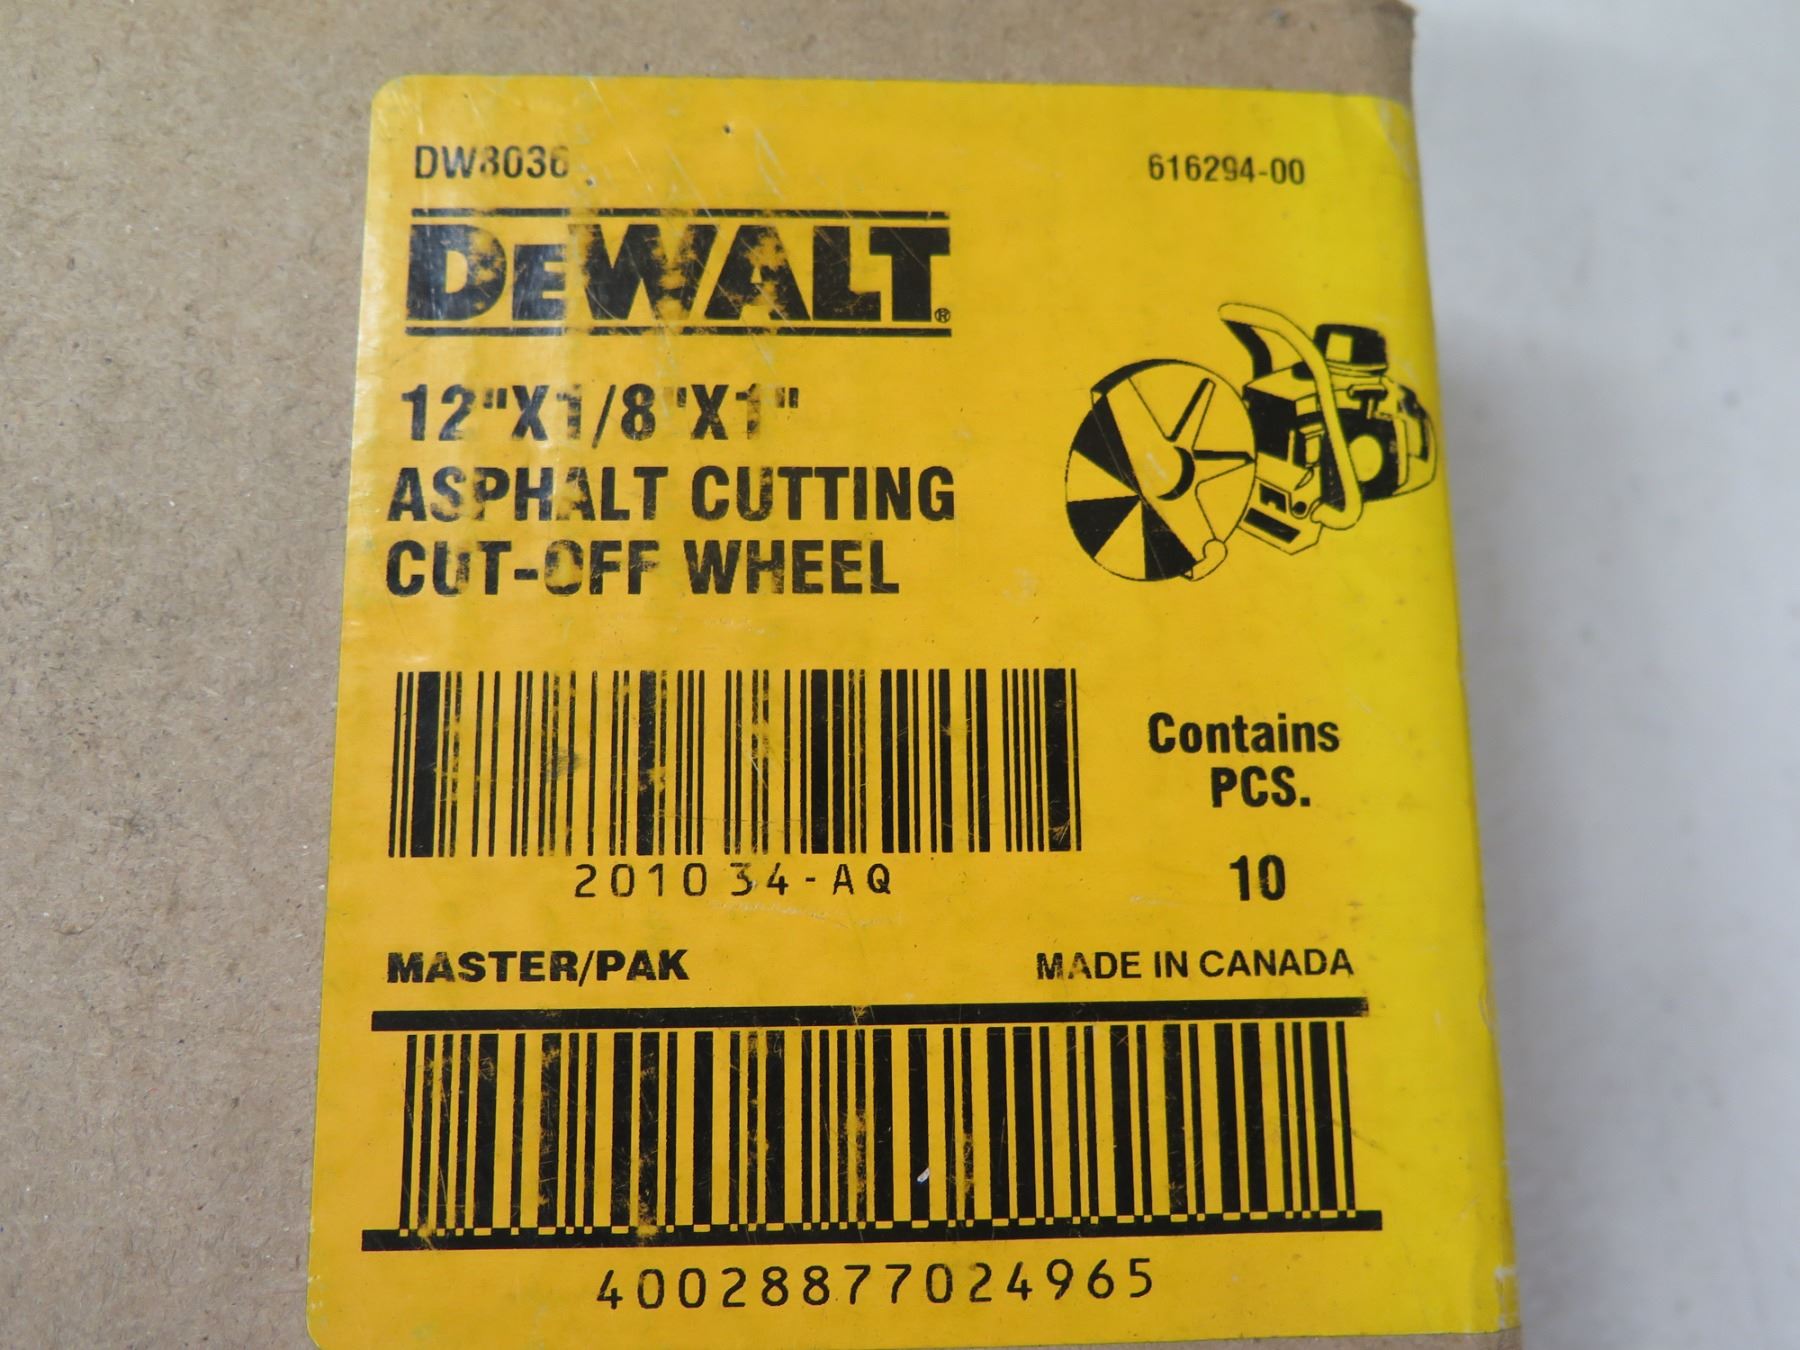 DW8036
616294-00
DEWALT®
12"X1/8"X1"
ASPHALT CUTTING
CUT-OFF WHEEL
201034-AQ
Contains
PCS.
10
MASTER/PAK
MADE IN CANADA
40028877024965